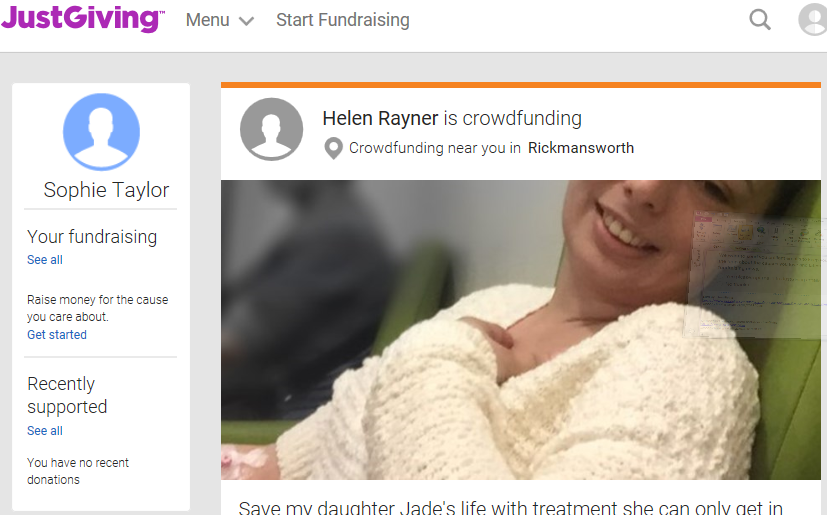 JustGiving™
Menu
Start Fundraising
Sophie Taylor
Your fundraising
See all
Raise money for the cause
you care about.
Get started
Recently
supported
See all
You have no recent
donations
Helen Rayner is crowdfunding
Crowdfunding near you in Rickmansworth
Save my daughter Jade's life with treatment she can only get in